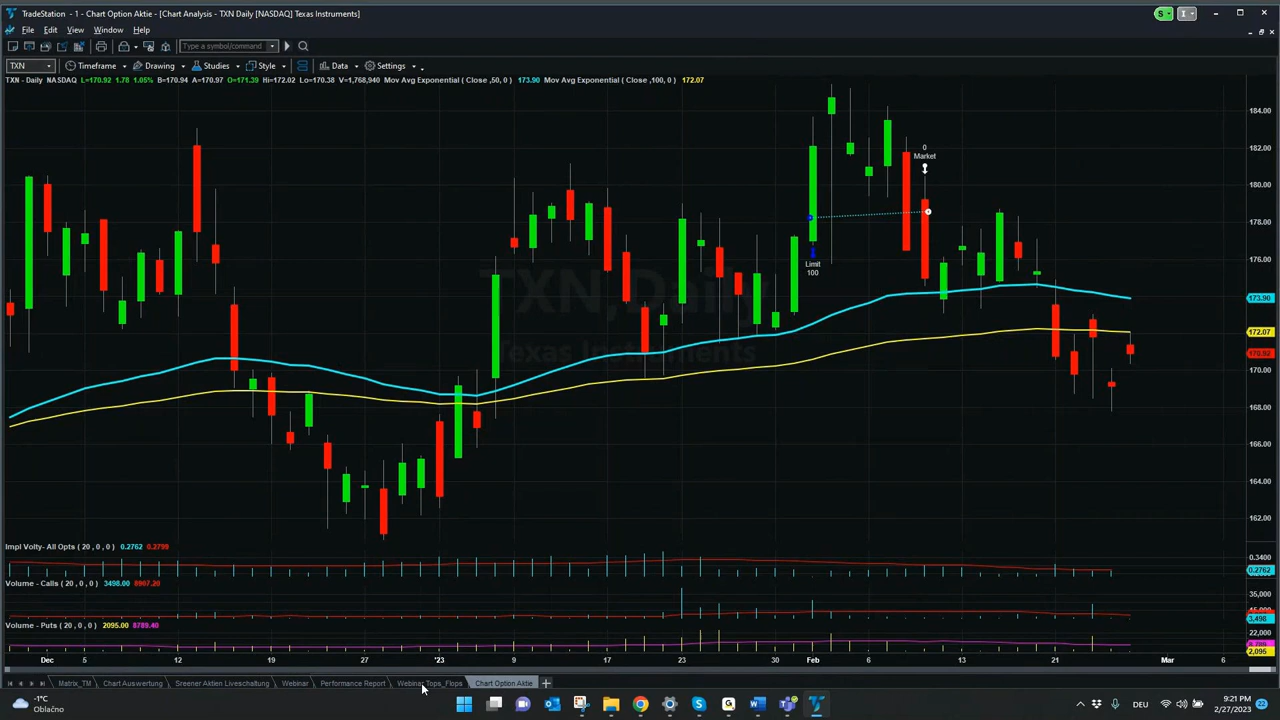 TradeStation - 1 - Chart Option Aktie - [Chart Analysis - TXN Daily [NASDAQ] Texas Instruments]
S
I
File Edit View Window Help
Type a symbol/command
TXN Timeframe Drawing Studies Style Data Settings
TXN - Daily NASDAQ L=170.92 1.78 1.05% B=170.94 A=170.97 O=171.39 Hi=172.02 Lo=170.38 V=1,768,940 Mov Avg Exponential ( Close ,50, 0 ) 173.90 Mov Avg Exponential ( Close ,100, 0 ) 172.07
184.00
182.00
180.00
178.00
176.00
173.90
172.07
170.92
170.00
168.00
166.00
164.00
162.00
0
Market
Limit
100
TXN,Daily
Texas Instruments
Impl Volty- All Opts ( 20 , 0 , 0 ) 0.2762 0.2799
0.3400
0.2762
Volume - Calls ( 20 , 0 , 0 ) 3498.00 8907.20
35,000
3,498
Volume - Puts ( 20 , 0 , 0 ) 2095.00 8789.40
22,000
2,095
Dec 5 12 19 27 '23 9 17 23 30 Feb 6 13 21 Mar 6
Matrix_TM Chart Auswertung Sreener Aktien Liveschaltung Webinar Performance Report Webinar Tops_Flops Chart Option Aktie
-1°C
Oblačno
9:21 PM
2/27/2023
22